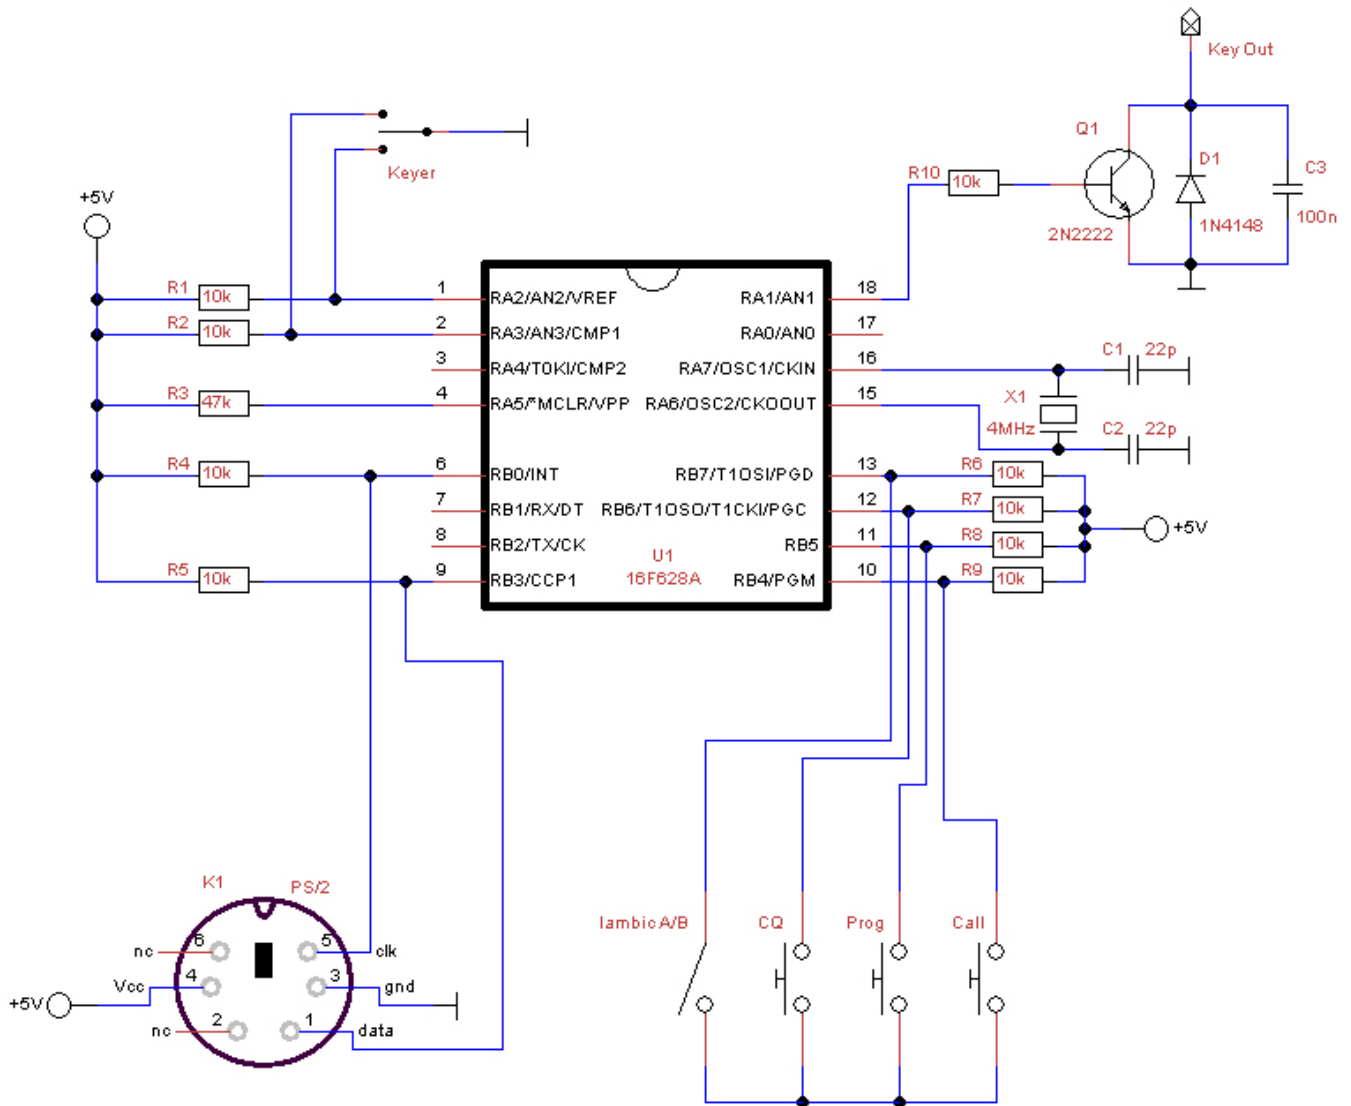 Key Out
Q1
D1
C3
R10 10k
100n
1N4148
2N2222
Keyer
+5V
R1 10k 1 RA2/AN2/VREF RA1/AN1 18
R2 10k 2 RA3/AN3/CMP1 RA0/AN0 17
3 RA4/T0KI/CMP2 RA7/OSC1/CKIN 16 C1 22p
R3 47k 4 RA5/*MCLR/VPP RA6/OSC2/CKOOUT 15 X1
4MHz C2 22p
R4 10k 6 RB0/INT RB7/T1OSI/PGD 13 R6 10k
7 RB1/RX/DT RB6/T1OSO/T1CKI/PGC 12 R7 10k
+5V
8 RB2/TX/CK RB5 11 R8 10k
U1
R5 10k 9 RB3/CCP1 16F628A RB4/PGM 10 R9 10k
K1 PS/2
Iambic A/B CQ Prog Call
nc 6 5 clk
Vcc 4 3 gnd
+5V
nc 2 1 data